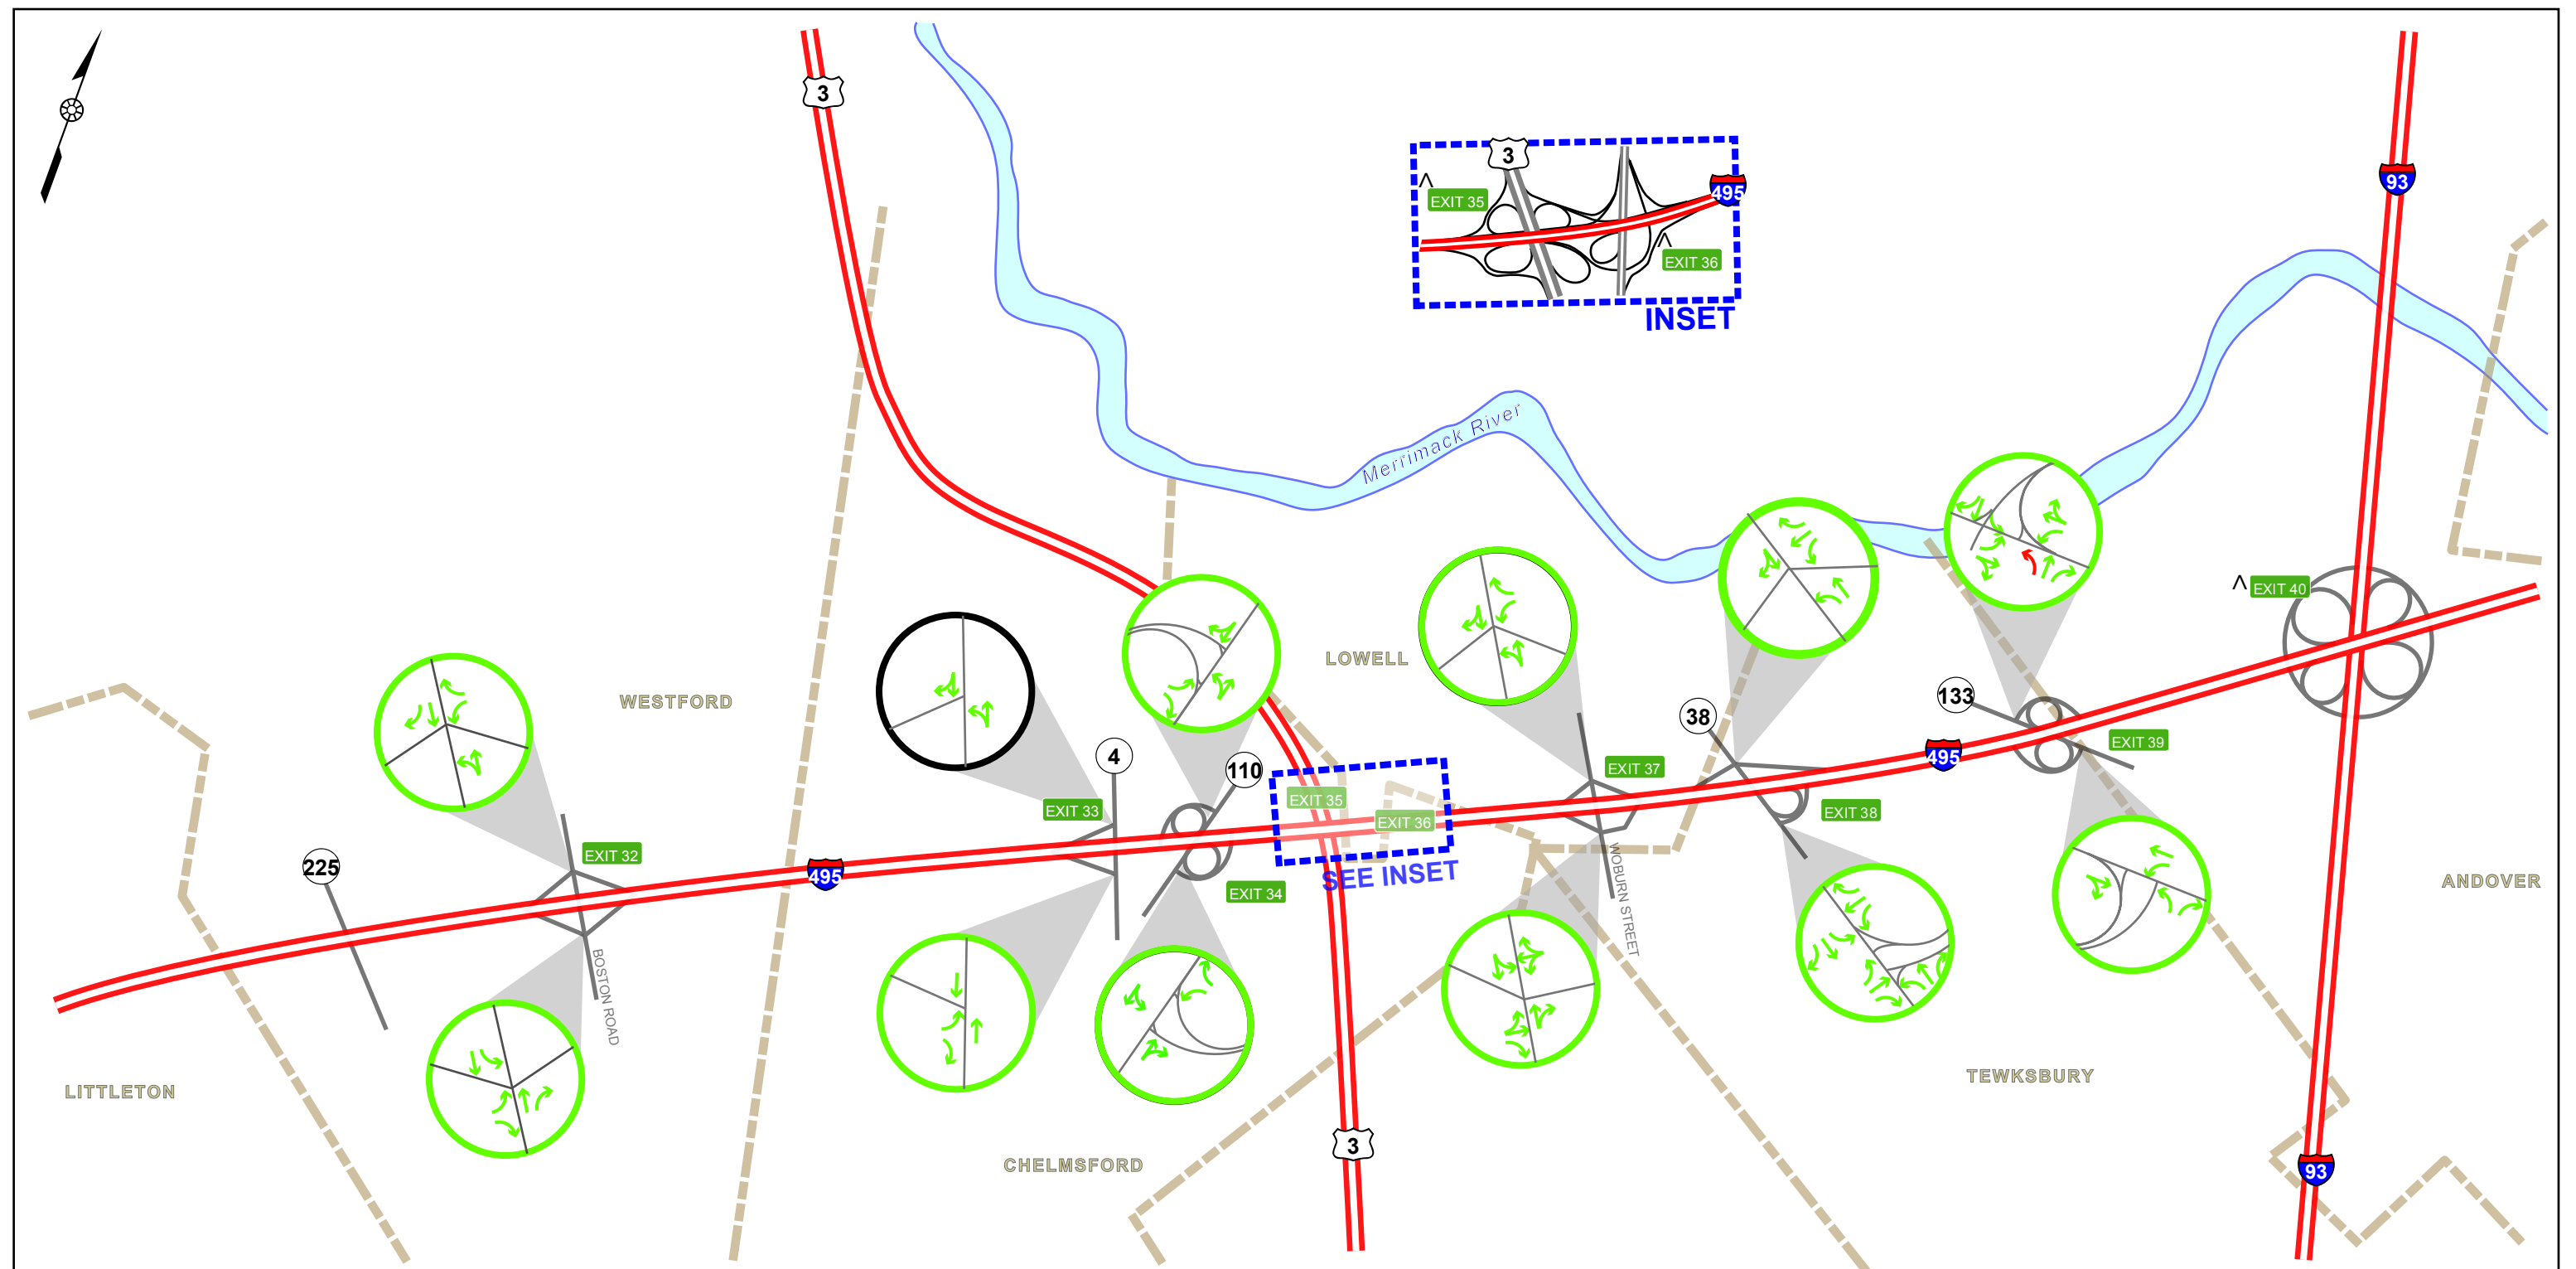 3
93
3
495
EXIT 35
EXIT 36
INSET
Merrimack River
EXIT 40
LOWELL
WESTFORD
133
38
4
110
EXIT 39
495
EXIT 37
EXIT 35
EXIT 33
EXIT 38
EXIT 36
EXIT 32
225
495
SEE INSET
EXIT 34
WOBURN STREET
ANDOVER
BOSTON ROAD
LITTLETON
TEWKSBURY
CHELMSFORD
3
93